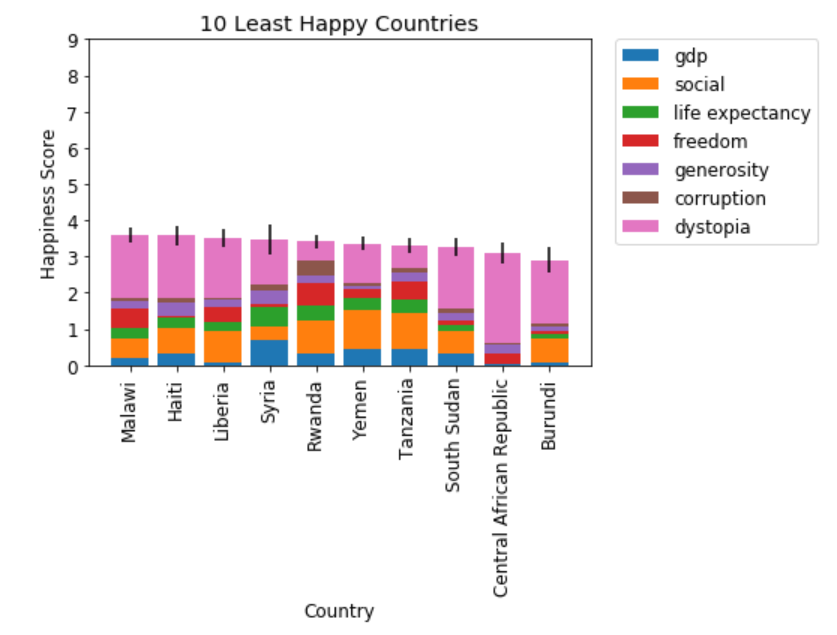 10 Least Happy Countries
9
8
7
6
5
4
3
2
1
0
Happiness Score
Malawi
Haiti
Liberia
Syria
Rwanda
Yemen
Tanzania
South Sudan
Central African Republic
Burundi
Country
gdp
social
life expectancy
freedom
generosity
corruption
dystopia